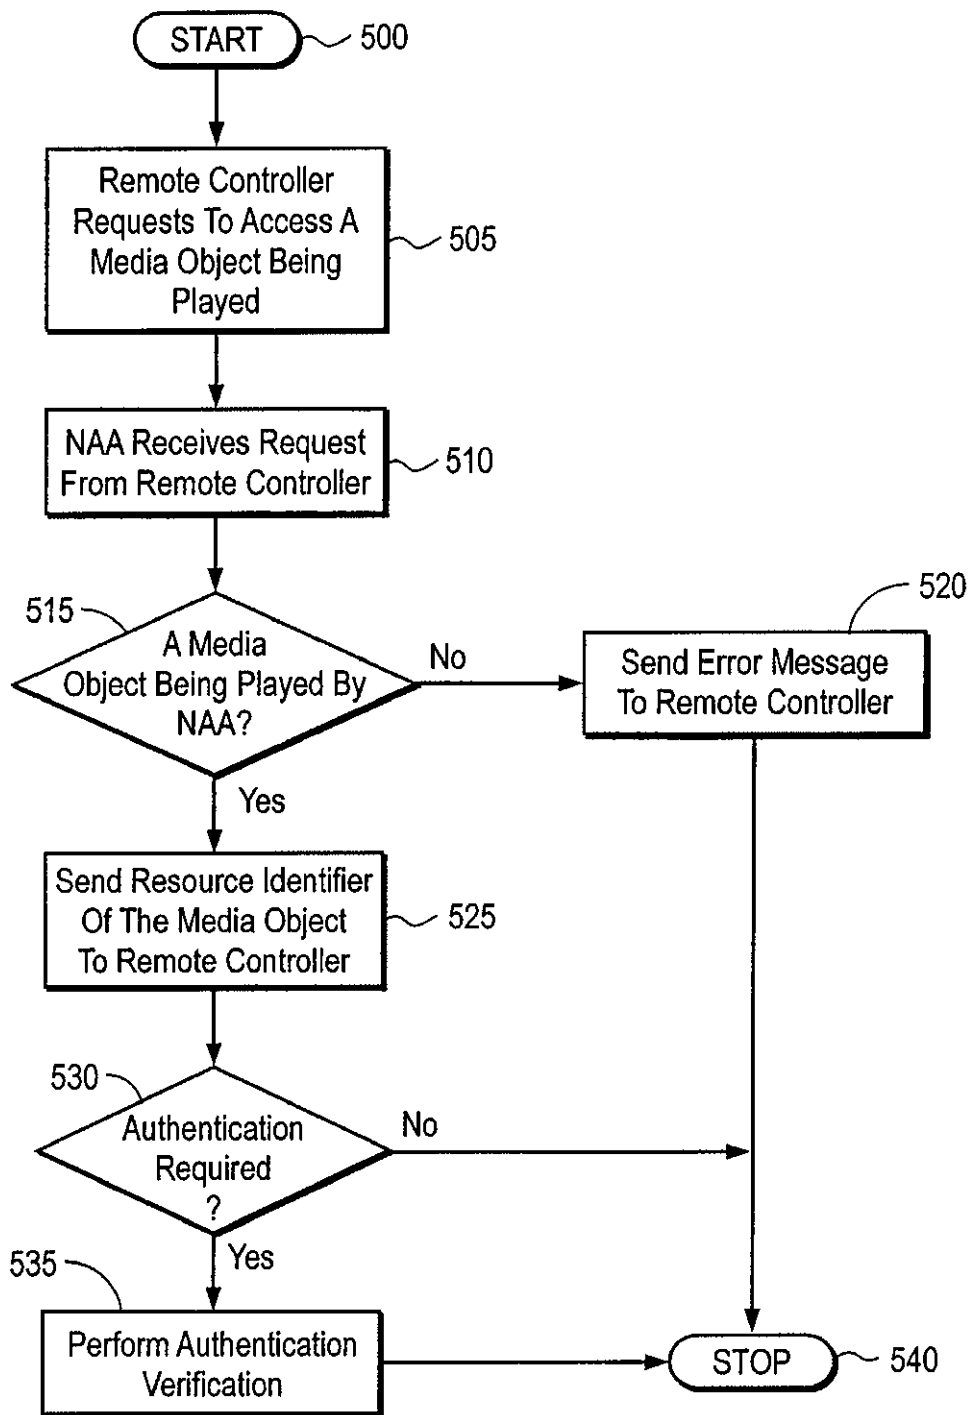 START
500
Remote Controller
Requests To Access A
Media Object Being
Played
505
NAA Receives Request
From Remote Controller
510
515
A Media
Object Being Played By
NAA?
No
520
Send Error Message
To Remote Controller
Yes
Send Resource Identifier
Of The Media Object
To Remote Controller
525
530
Authentication
Required
?
No
Yes
535
Perform Authentication
Verification
STOP
540